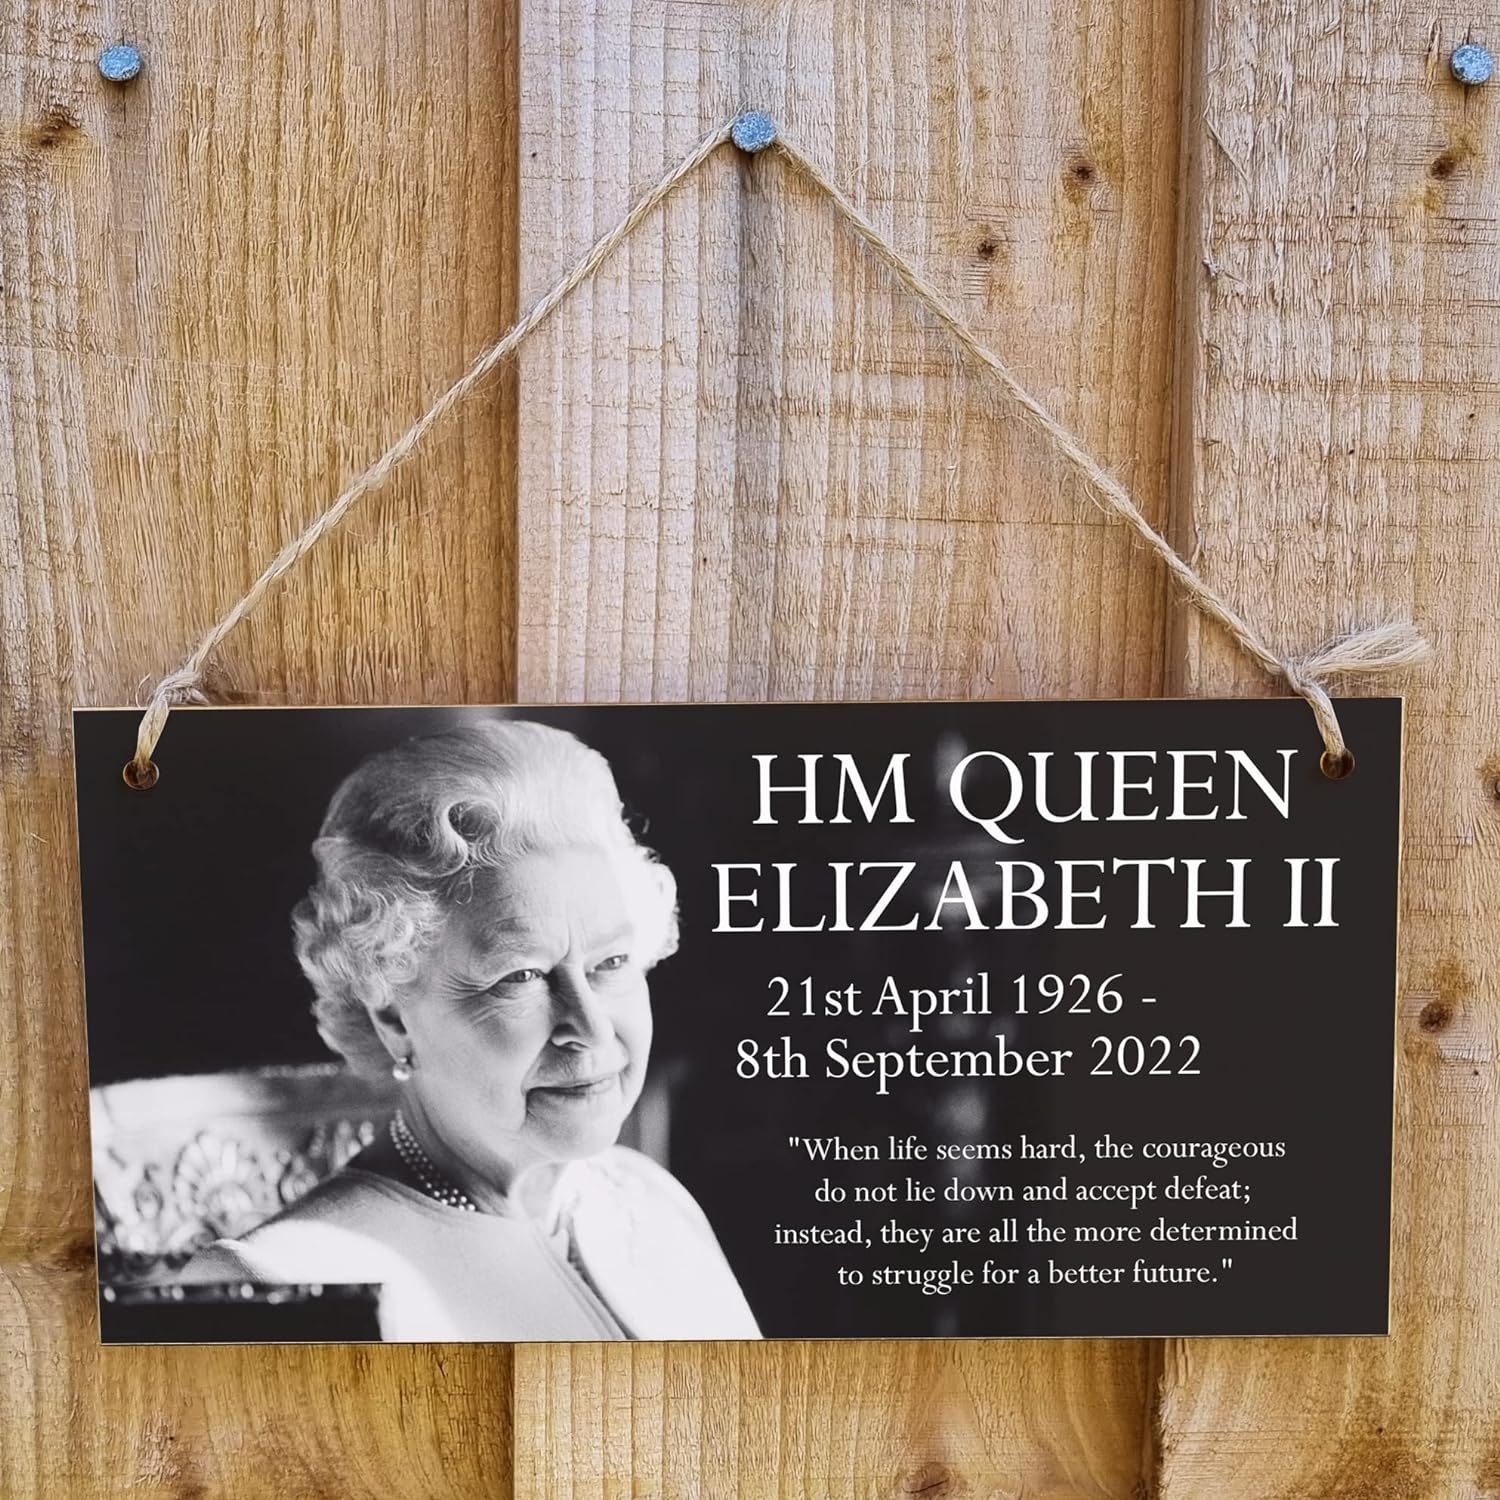 HM QUEEN
ELIZABETH II
21st April 1926 -
8th September 2022
"When life seems hard, the courageous
do not lie down and accept defeat;
instead, they are all the more determined
to struggle for a better future."